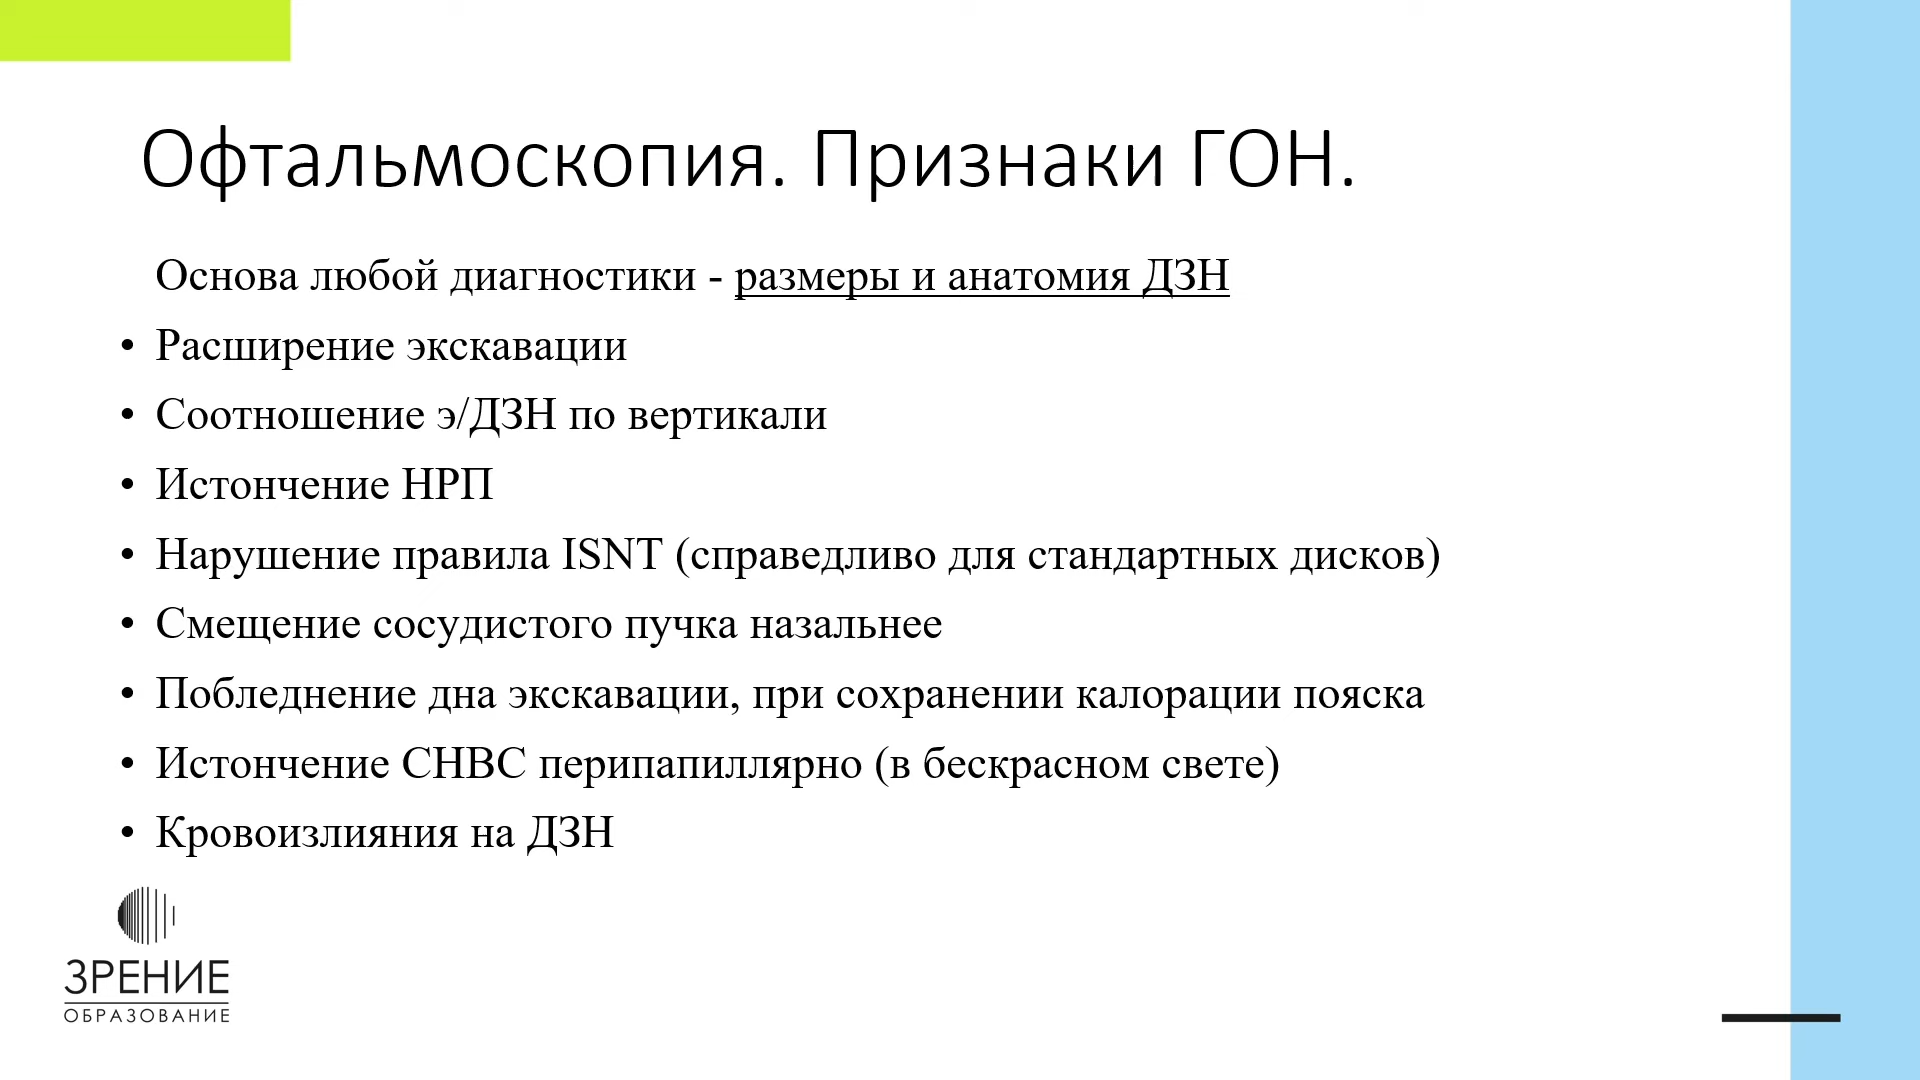 Офтальмоскопия. Признаки ГОН.
Основа любой диагностики - размеры и анатомия ДЗН
• Расширение экскавации
• Соотношение э/ДЗН по вертикали
• Истончение НРП
• Нарушение правила ISNT (справедливо для стандартных дисков)
• Смещение сосудистого пучка назальнее
• Побледнение дна экскавации, при сохранении калорации пояска
• Истончение СНВС перипапиллярно (в бескрасном свете)
• Кровоизлияния на ДЗН
ЗРЕНИЕ
ОБРАЗОВАНИЕ